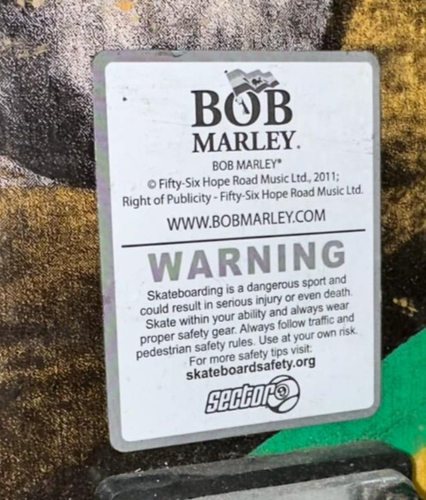 BOB
MARLEY.
BOB MARLEY®
© Fifty-Six Hope Road Music Ltd., 2011;
Right of Publicity - Fifty-Six Hope Road Music Ltd.
WWW.BOBMARLEY.COM
WARNING
Skateboarding is a dangerous sport and
could result in serious injury or even death.
Skate within your ability and always wear
proper safety gear. Always follow traffic and
pedestrian safety rules. Use at your own risk.
For more safety tips visit:
skateboardsafety.org
sector 9